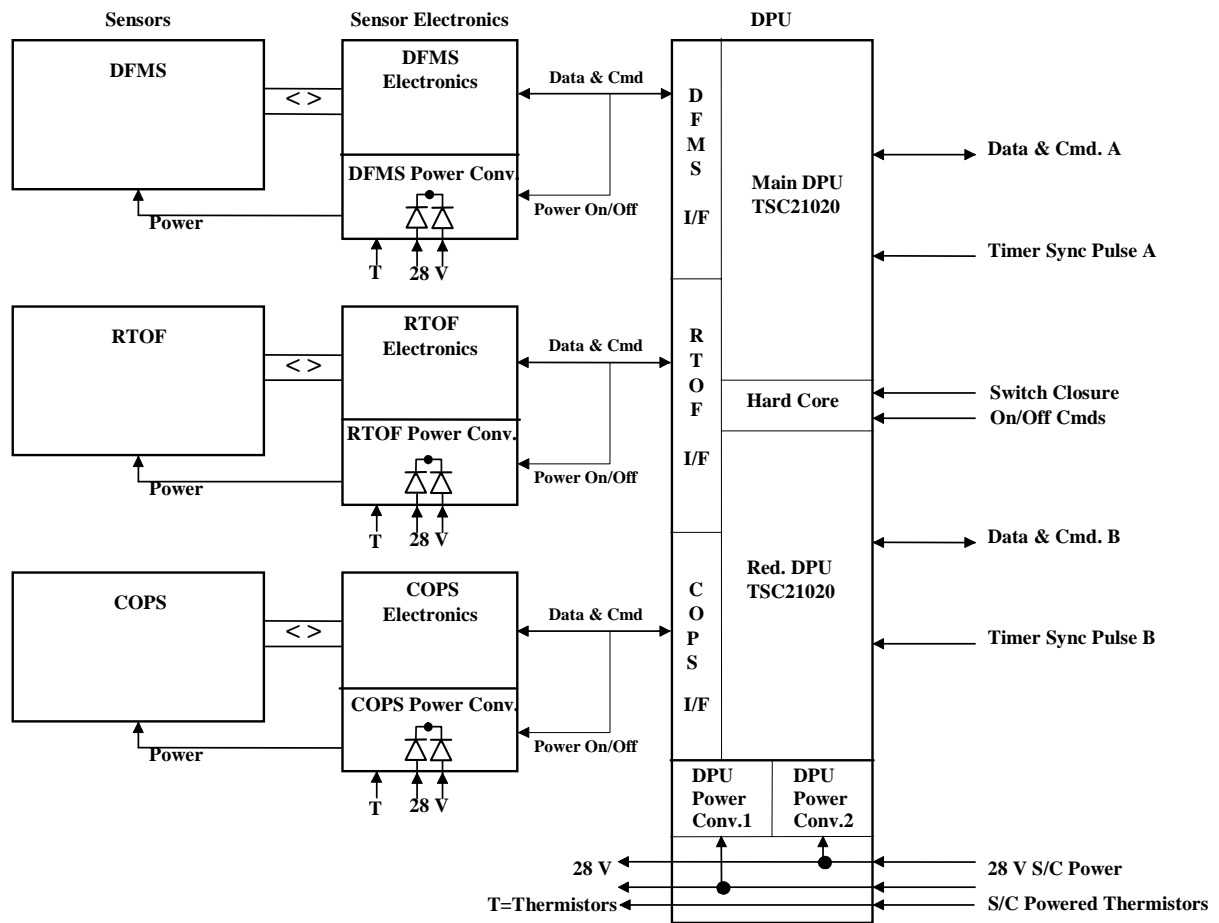 Sensors
Sensor Electronics
DPU
DFMS
DFMS
Electronics
Data & Cmd
DFMS Power Conv.
Power
Power On/Off
T
28 V
D
F
M
S
I/F
Main DPU
TSC21020
Data & Cmd. A
Timer Sync Pulse A
RTOF
RTOF
Electronics
Data & Cmd
RTOF Power Conv.
Power
Power On/Off
T
28 V
R
T
O
F
I/F
Hard Core
Switch Closure
On/Off Cmds
COPS
COPS
Electronics
Data & Cmd
COPS Power Conv.
Power
Power On/Off
T
28 V
C
O
P
S
I/F
Red. DPU
TSC21020
Data & Cmd. B
Timer Sync Pulse B
DPU
Power
Conv.1
DPU
Power
Conv.2
28 V
28 V S/C Power
T=Thermistors
S/C Powered Thermistors